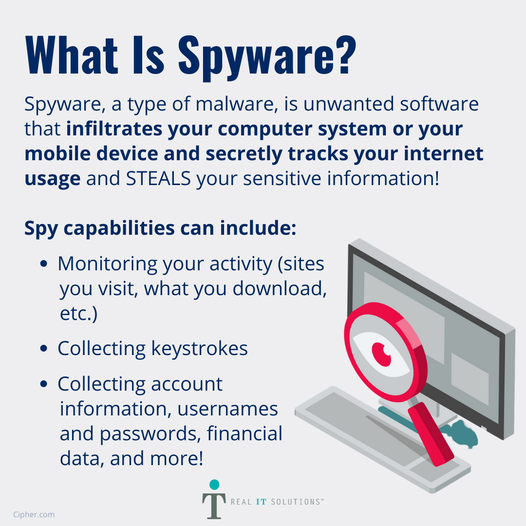 What Is Spyware?
Spyware, a type of malware, is unwanted software
that infiltrates your computer system or your
mobile device and secretly tracks your internet
usage and STEALS your sensitive information!
Spy capabilities can include:
• Monitoring your activity (sites
you visit, what you download,
etc.)
• Collecting keystrokes
• Collecting account
information, usernames
and passwords, financial
data, and more!
REAL IT SOLUTIONS™
Cipher.com